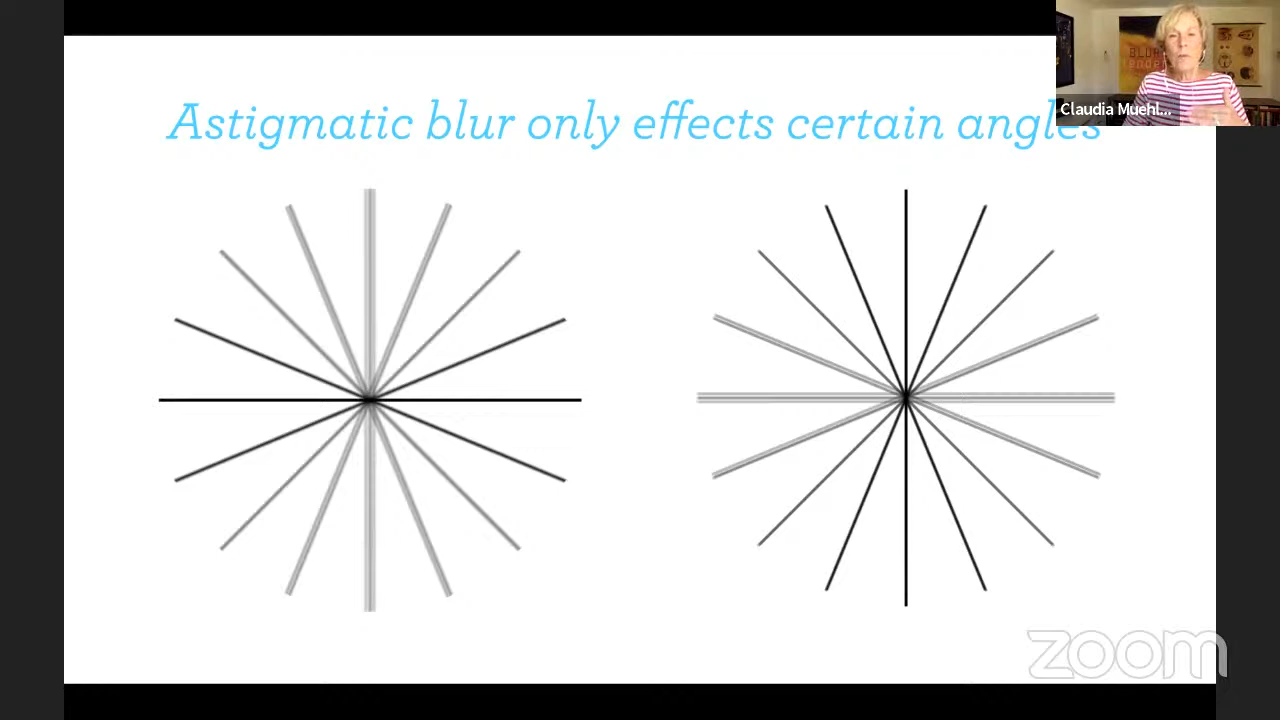 Astigmatic blur only effects certain angles
Claudia Muehl...
zoom